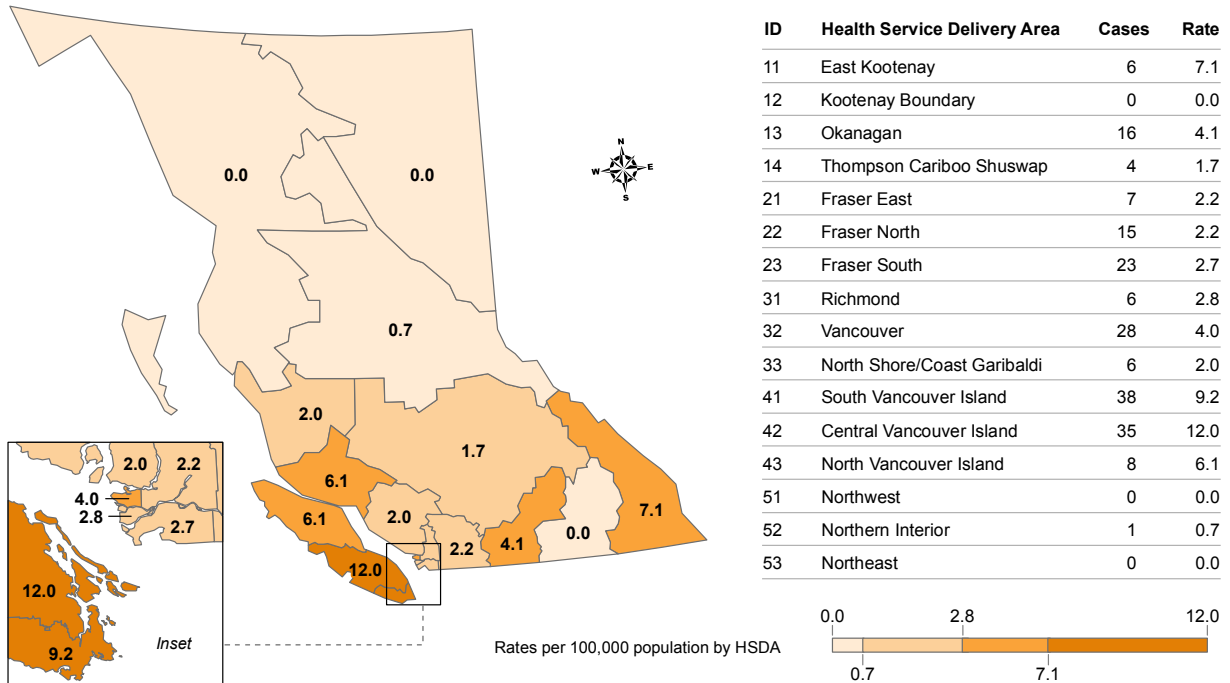 ID Health Service Delivery Area Cases Rate
11 East Kootenay 6 7.1
12 Kootenay Boundary 0 0.0
13 Okanagan 16 4.1
14 Thompson Cariboo Shuswap 4 1.7
21 Fraser East 7 2.2
22 Fraser North 15 2.2
23 Fraser South 23 2.7
31 Richmond 6 2.8
32 Vancouver 28 4.0
33 North Shore/Coast Garibaldi 6 2.0
41 South Vancouver Island 38 9.2
42 Central Vancouver Island 35 12.0
43 North Vancouver Island 8 6.1
51 Northwest 0 0.0
52 Northern Interior 1 0.7
53 Northeast 0 0.0
N
W E
S
0.0 0.0
0.7
2.0
1.7
6.1
6.1
2.0
2.2
4.1
0.0
7.1
12.0
2.0 2.2
4.0
2.8
2.7
12.0
9.2
Inset
Rates per 100,000 population by HSDA
0.0 2.8 12.0
0.7 7.1